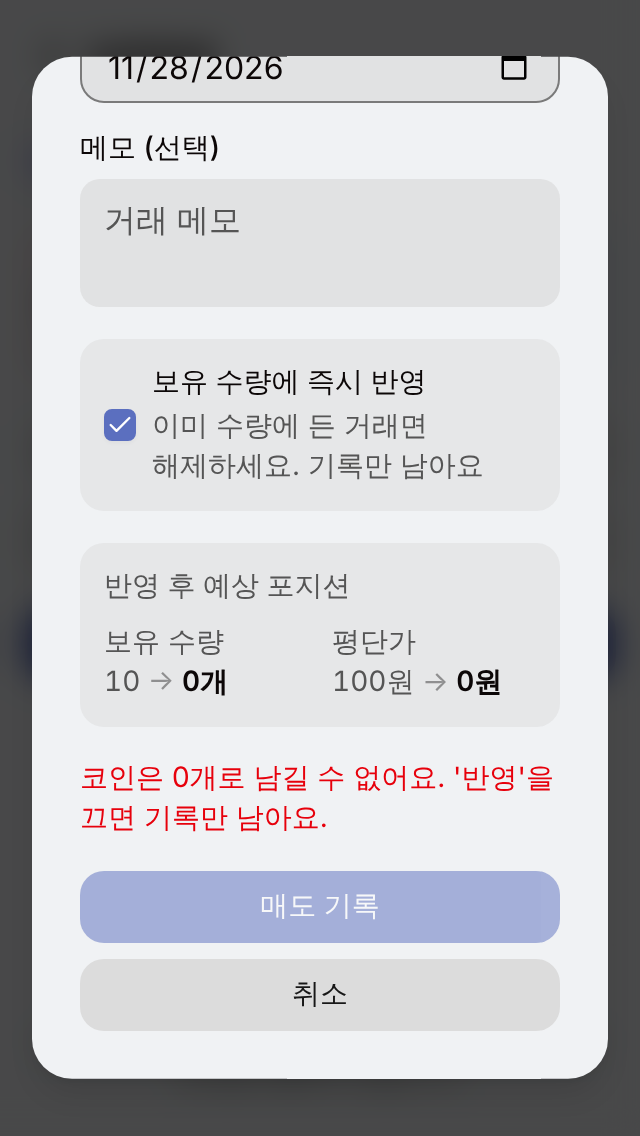 11/28/2026
메모 (선택)
거래 메모
보유 수량에 즉시 반영
이미 수량에 든 거래면
해제하세요. 기록만 남아요
반영 후 예상 포지션
보유 수량 평단가
10 → 0개 100원 → 0원
코인은 0개로 남길 수 없어요. '반영'을
끄면 기록만 남아요.
매도 기록
취소